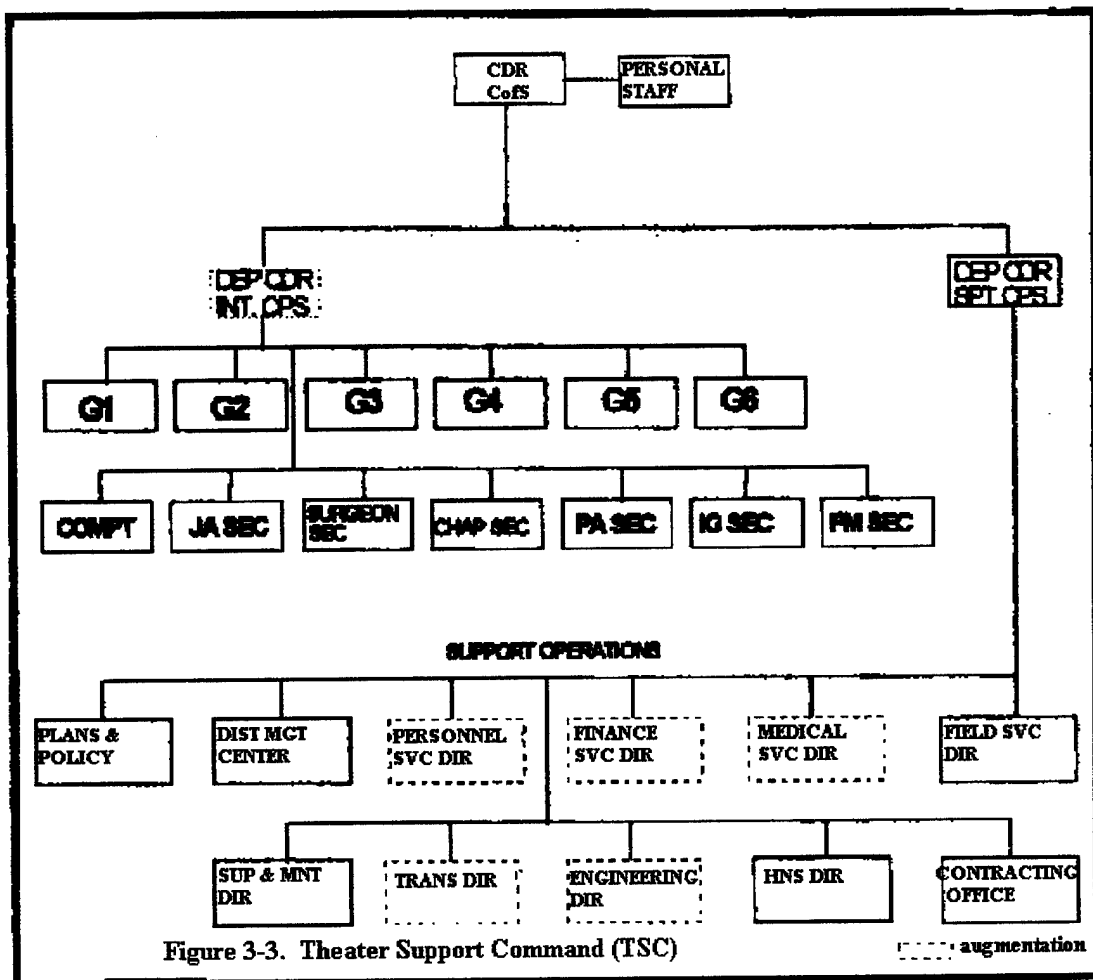 CDR
CofS
PERSONAL
STAFF
DEP CDR
INT. OPS
DEP CDR
SPT. OPS
G1
G2
G3
G4
G5
G6
COMPT
JA SEC
SURGEON
SEC
CHAP SEC
PA SEC
IG SEC
PM SEC
SUPPORT OPERATIONS
PLANS &
POLICY
DIST MGT
CENTER
PERSONNEL
SVC DIR
FINANCE
SVC DIR
MEDICAL
SVC DIR
FIELD SVC
DIR
SUP & MNT
DIR
TRANS DIR
ENGINEERING
DIR
HNS DIR
CONTRACTING
OFFICE
Figure 3-3. Theater Support Command (TSC)
augmentation